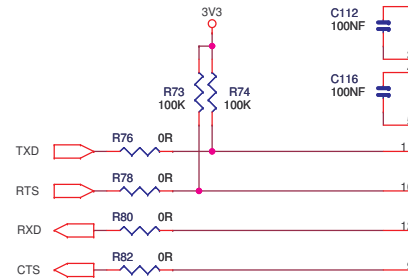 3V3
C112
100NF
R73
100K
R74
100K
C116
100NF
R76 0R
TXD
R78 0R
RTS
R80 0R
RXD
R82 0R
CTS